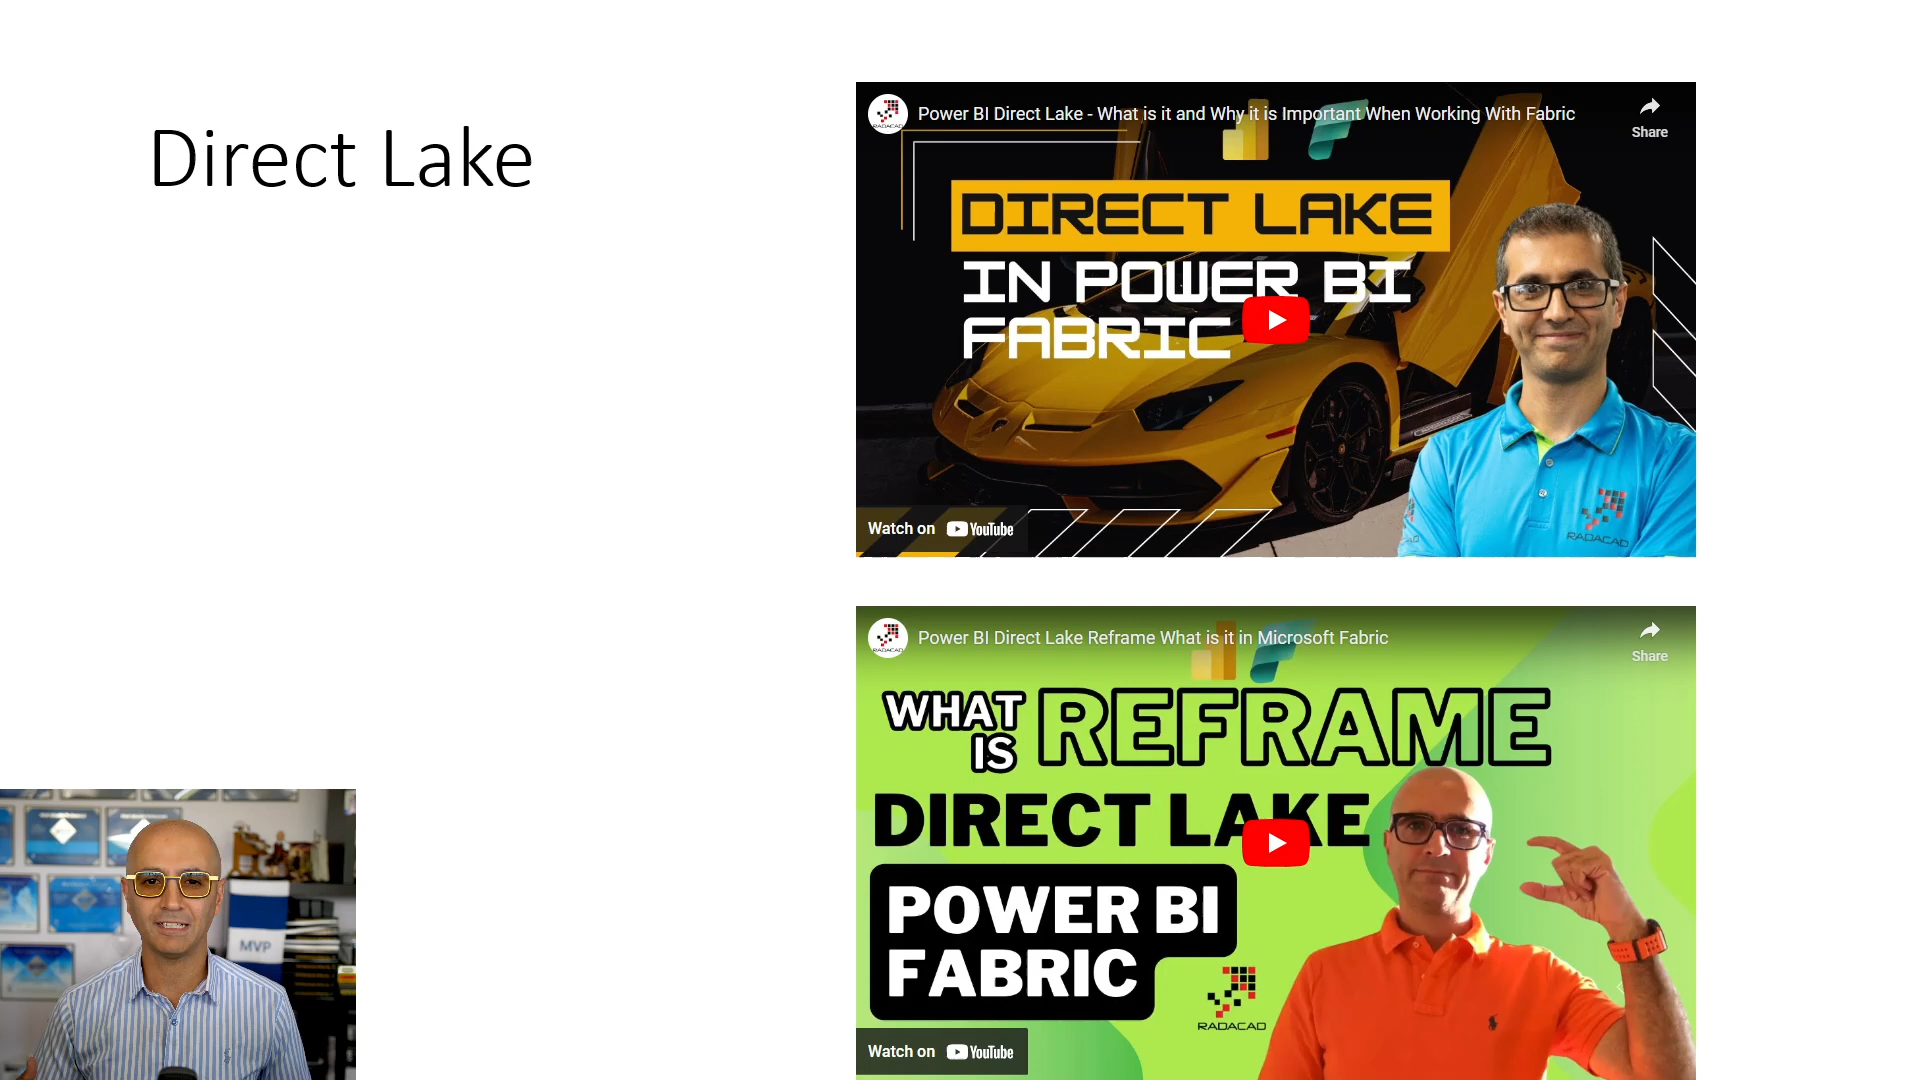 Direct Lake
Power BI Direct Lake - What is it and Why it is Important When Working With Fabric
Share
DIRECT LAKE
IN POWER BI
FABRIC
RADACAD
Watch on YouTube
Power BI Direct Lake Reframe What is it in Microsoft Fabric
Share
WHAT
IS
REFRAME
DIRECT LAKE
POWER BI
FABRIC
RADACAD
Watch on YouTube
MVP